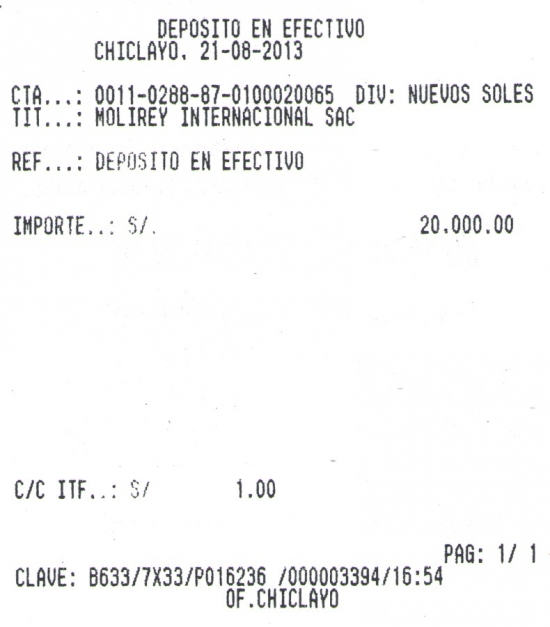 DEPOSITO EN EFECTIVO
CHICLAYO, 21-08-2013
CTA...: 0011-0288-87-0100020065 DIV: NUEVOS SOLES
TIT...: MOLIREY INTERNACIONAL SAC
REF...: DEPOSITO EN EFECTIVO
IMPORTE..: S/. 20.000.00
C/C ITF..: S/ 1.00
PAG: 1/ 1
CLAVE: B633/7X33/P016236 /000003394/16:54
OF.CHICLAYO